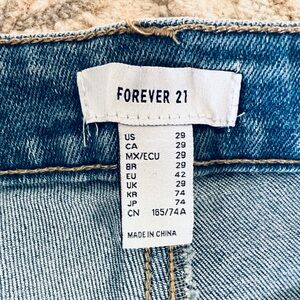 FOREVER 21
US 29
CA 29
MX/ECU 29
BR 29
EU 42
UK 29
KR 74
JP 74
CN 165/74A
MADE IN CHINA